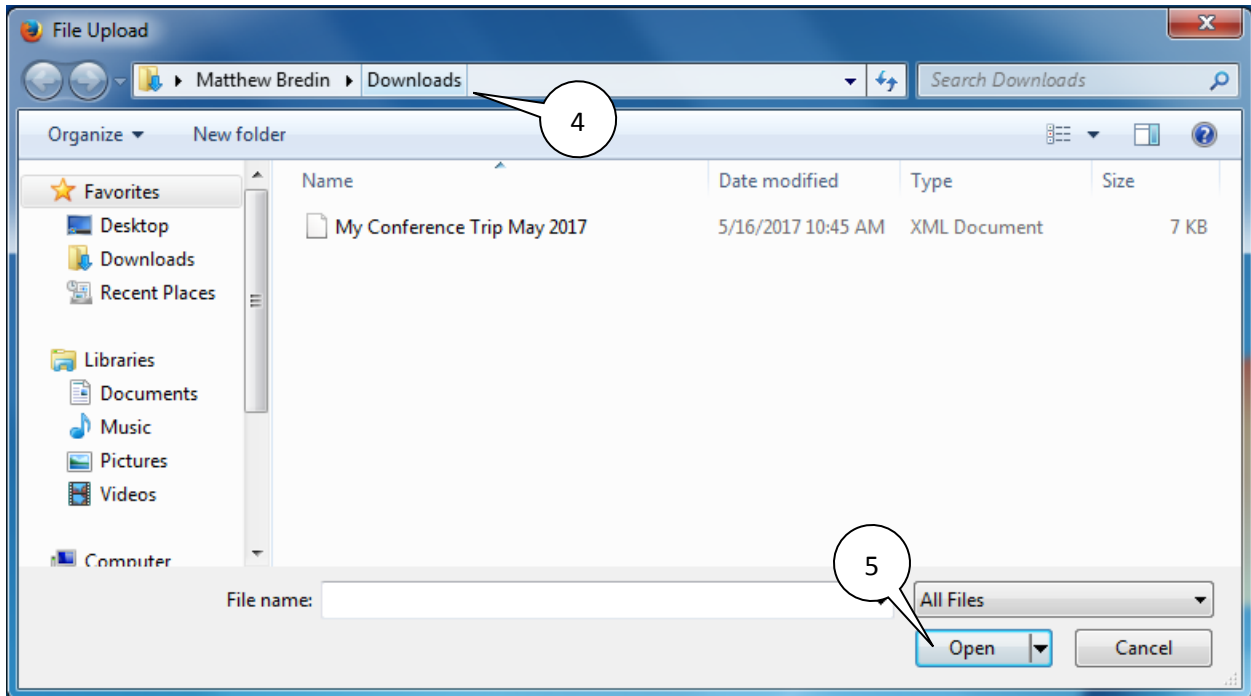 File Upload
Matthew Bredin Downloads
Search Downloads
4
Organize New folder
Name Date modified Type Size
Favorites
Desktop
Downloads
Recent Places
My Conference Trip May 2017 5/16/2017 10:45 AM XML Document 7 KB
Libraries
Documents
Music
Pictures
Videos
Computer
5
File name: All Files
Open Cancel